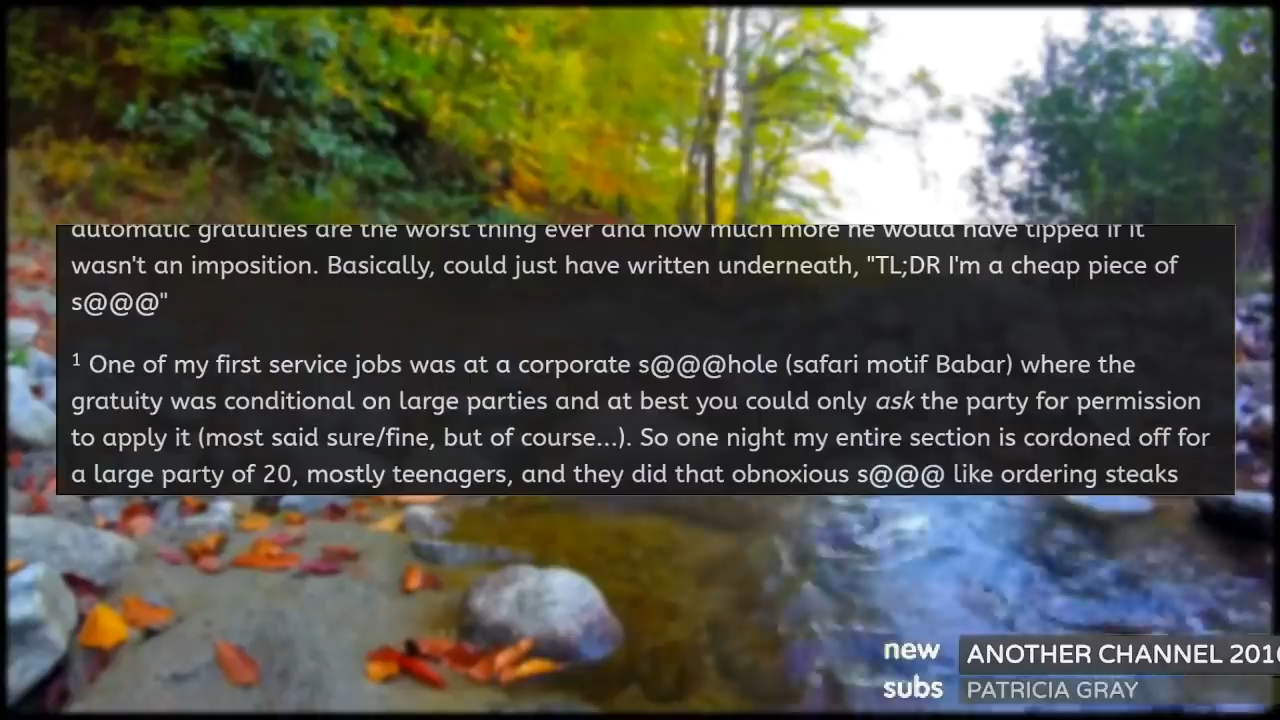 automatic gratuities are the worst thing ever and how much more he would have tipped if it
wasn't an imposition. Basically, could just have written underneath, "TL;DR I'm a cheap piece of
s@@@"
¹ One of my first service jobs was at a corporate s@@@hole (safari motif Babar) where the
gratuity was conditional on large parties and at best you could only ask the party for permission
to apply it (most said sure/fine, but of course...). So one night my entire section is cordoned off for
a large party of 20, mostly teenagers, and they did that obnoxious s@@@ like ordering steaks
new
ANOTHER CHANNEL 2016
subs
PATRICIA GRAY